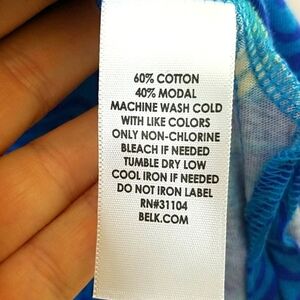 60% COTTON
40% MODAL
MACHINE WASH COLD
WITH LIKE COLORS
ONLY NON-CHLORINE
BLEACH IF NEEDED
TUMBLE DRY LOW
COOL IRON IF NEEDED
DO NOT IRON LABEL
RN#31104
BELK.COM